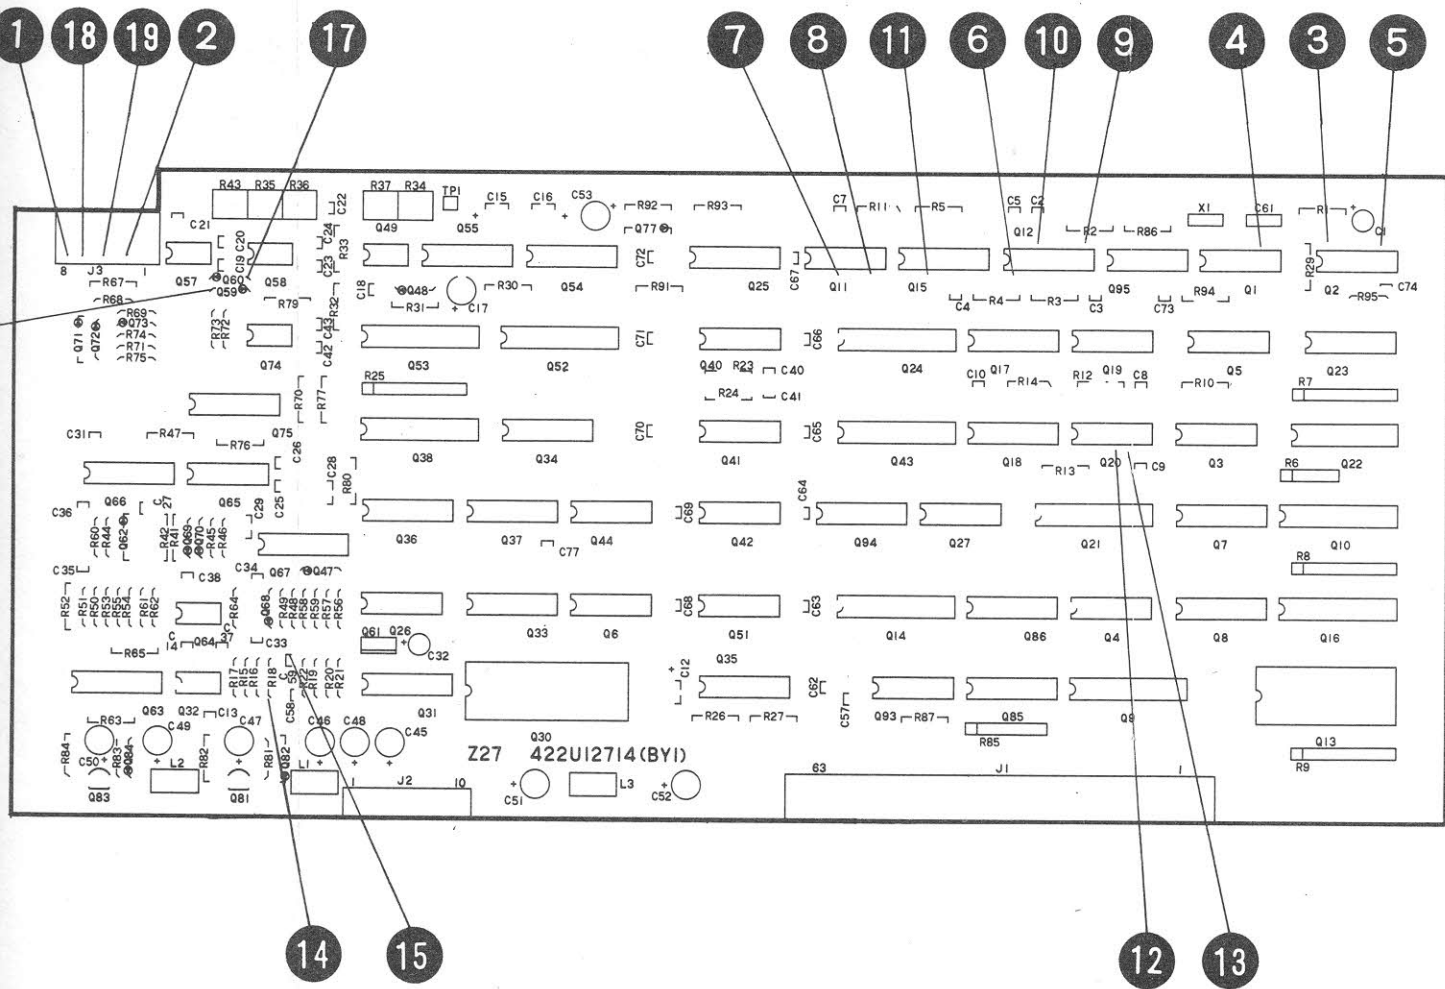 1 18 19 2 17 7 8 11 6 10 9 4 3 5
R43 R35 R36 C22 R37 R34 TP1 C15 C16 C53 R92 R93 C7 R11 R5 C5 C2 X1 C61 R1 C1
C21 C20 C24 R33 Q49 Q55 Q77 Q12 R2 R86
8 J3 1 Q57 C19 Q60 Q58 C23 Q54 C72 Q25 C67 Q11 Q15 Q95 Q1 R29 Q2 C74
R67 Q59 C18 Q48 R30 R91 R95
R68 R79 R32 R31 C17 C4 R4 R3 C3 C73 R94
Q71 Q72 R69 Q73 R74 R71 R75 R73 R72 C43 C42 C71 C66
Q74 Q53 Q52 Q40 R23 C40 Q24 Q17 Q19 Q5 Q23
R70 R77 R25 R24 C41 C10 R14 R12 C8 R10 R7
C31 R47 R76 Q75 C26 C70 C65
Q38 Q34 Q41 Q43 Q18 Q20 Q3 Q22
C28 R80 R13 C9 R6
C36 Q66 C27 Q65 C29 C25 C69 C64
R60 R44 Q62 R42 R41 Q69 Q70 R45 R46 Q36 Q37 Q44 Q42 Q94 Q27 Q21 Q7 Q10
C77
C35 C38 C34 Q67 Q47 R8
R52 R51 R50 R53 R55 R54 R61 R62 R64 Q68 R49 R48 R58 R59 R57 R56 C68 C63
C14 Q64 C37 C33 Q61 Q26 C32 Q33 Q6 Q51 Q14 Q86 Q4 Q8 Q16
R65 Q35
R17 R15 R16 R18 C59 R22 R19 R20 R21 C12 C62
Q63 Q32 C13 C58 Q31 C57
R63 C49 C47 C46 C48 C45 Q30 R26 R27 Q93 R87 Q85 Q9 Q13
R84 C50 R83 Q84 R82 R81 Q82 R85 R9
Z27 422U12714(BY1)
Q83 L2 Q81 L1 1 J2 10 C51 L3 C52 63 J1 1
14 15 12 13